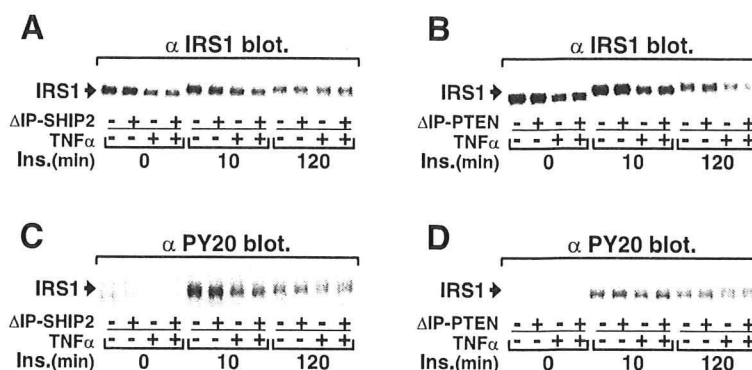 A
α IRS1 blot.
IRS1
ΔIP-SHIP2 - + - + - + - + - + - +
TNFα - - + + - - + + - - + +
Ins.(min) 0 10 120
B
α IRS1 blot.
IRS1
ΔIP-PTEN - + - + - + - + - + - +
TNFα - - + + - - + + - - + +
Ins.(min) 0 10 120
C
α PY20 blot.
IRS1
ΔIP-SHIP2 - + - + - + - + - + - +
TNFα - - + + - - + + - - + +
Ins.(min) 0 10 120
D
α PY20 blot.
IRS1
ΔIP-PTEN - + - + - + - + - + - +
TNFα - - + + - - + + - - + +
Ins.(min) 0 10 120